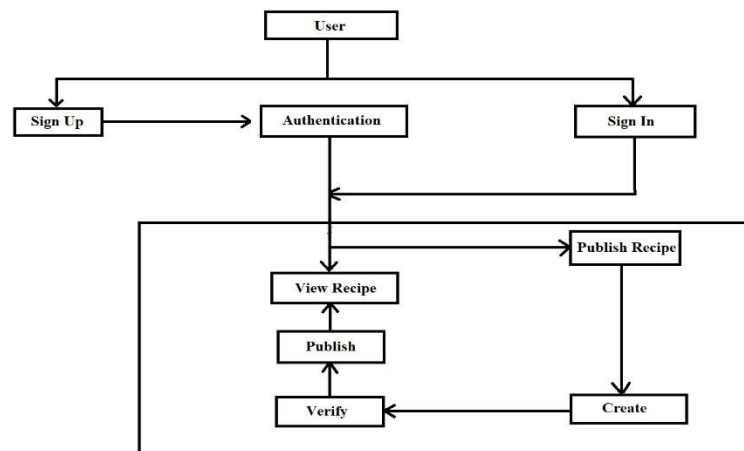 User
Sign Up
Authentication
Sign In
Publish Recipe
View Recipe
Publish
Verify
Create